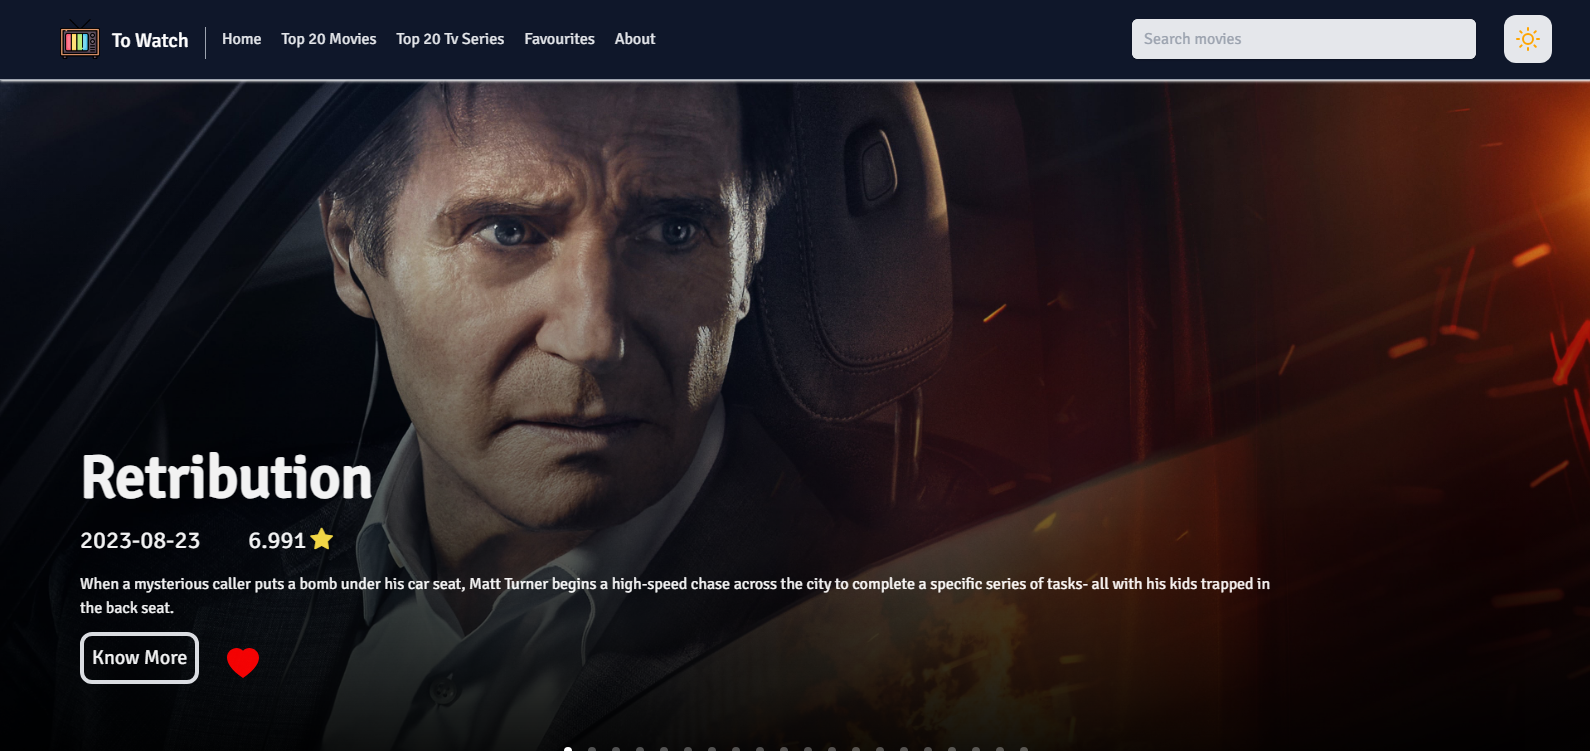 To Watch
Home Top 20 Movies Top 20 Tv Series Favourites About
Search movies
Retribution
2023-08-23 6.991
When a mysterious caller puts a bomb under his car seat, Matt Turner begins a high-speed chase across the city to complete a specific series of tasks- all with his kids trapped in
the back seat.
Know More